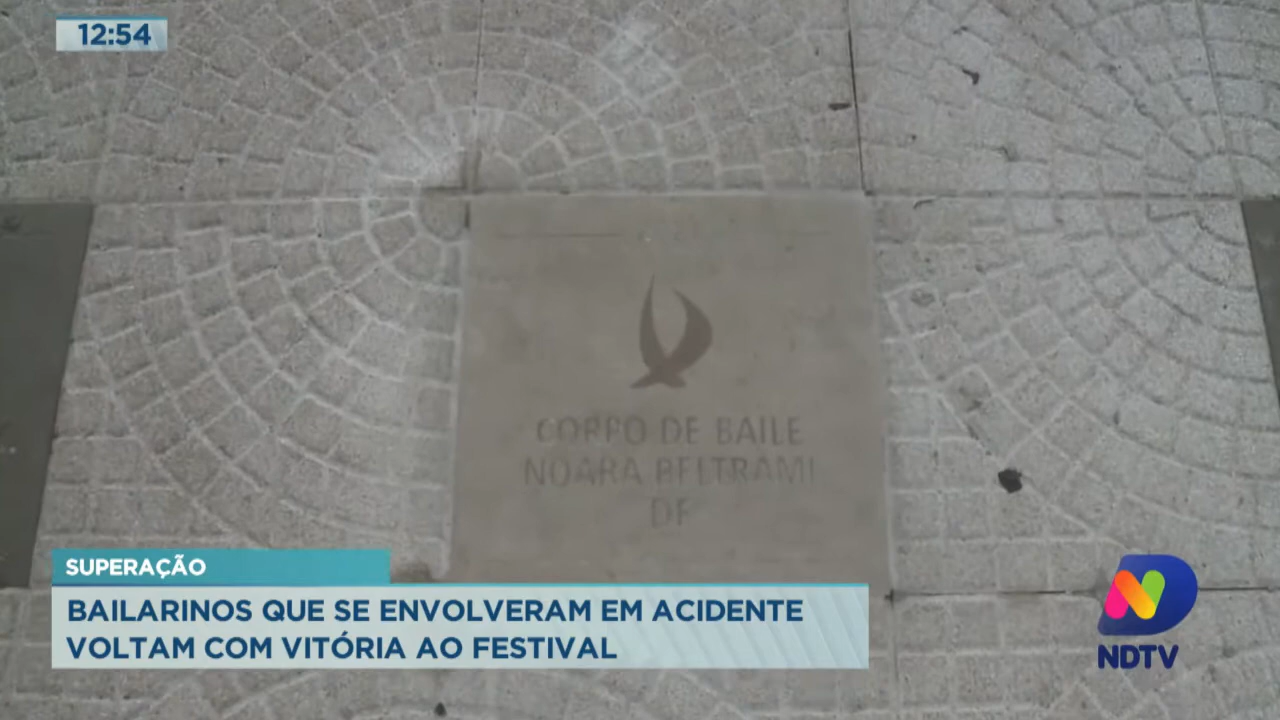 12:54
CORPO DE BAILE
NOARA BELTRAMI
DF
SUPERAÇÃO
BAILARINOS QUE SE ENVOLVERAM EM ACIDENTE
VOLTAM COM VITÓRIA AO FESTIVAL
NDTV